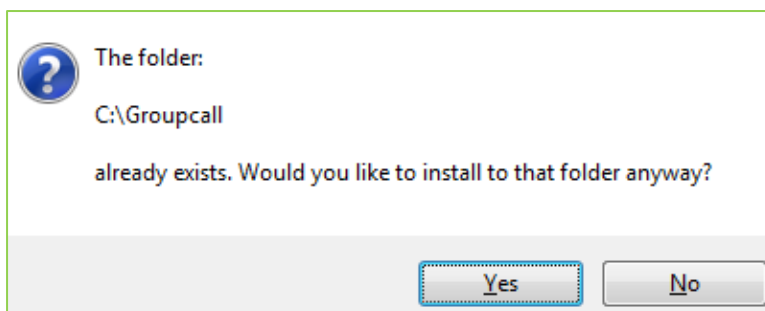 The folder:
C:\Groupcall
already exists. Would you like to install to that folder anyway?
Yes
No